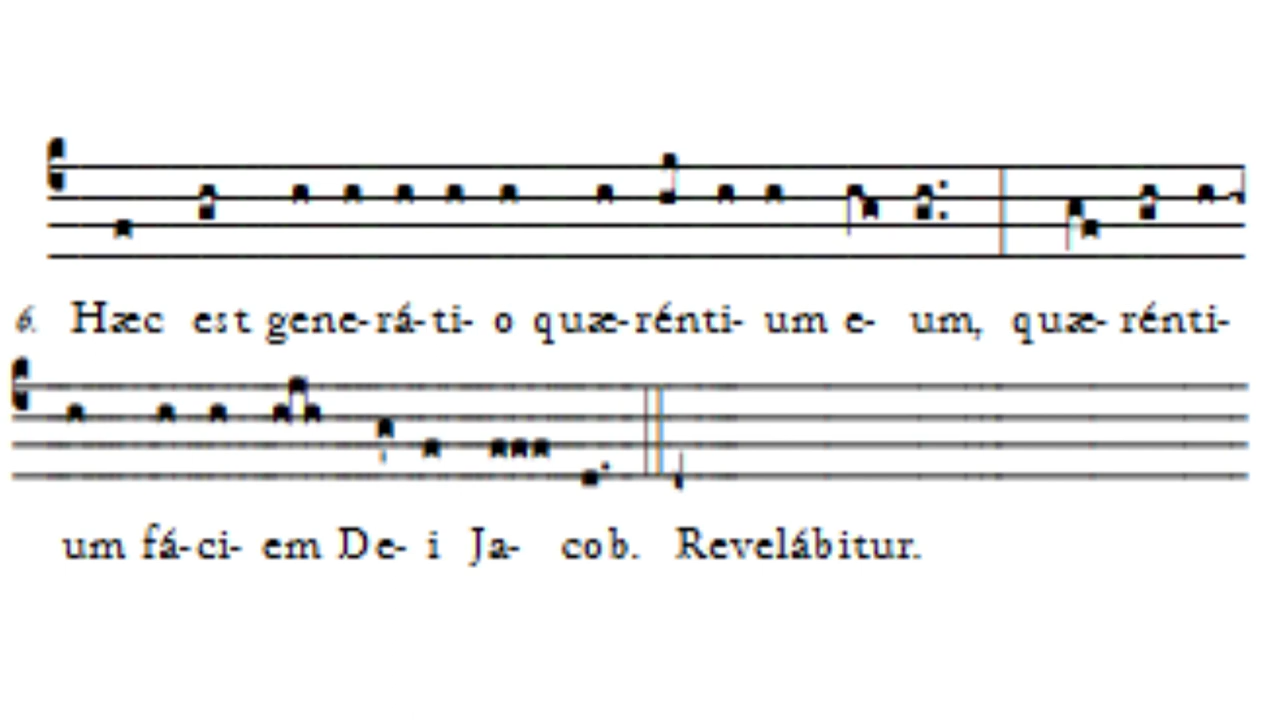 6. Hæc est gene-rá-ti- o quæ-rénti- um e- um, quæ- rénti-
um fá-ci- em De- i Ja- cob. Revelábitur.